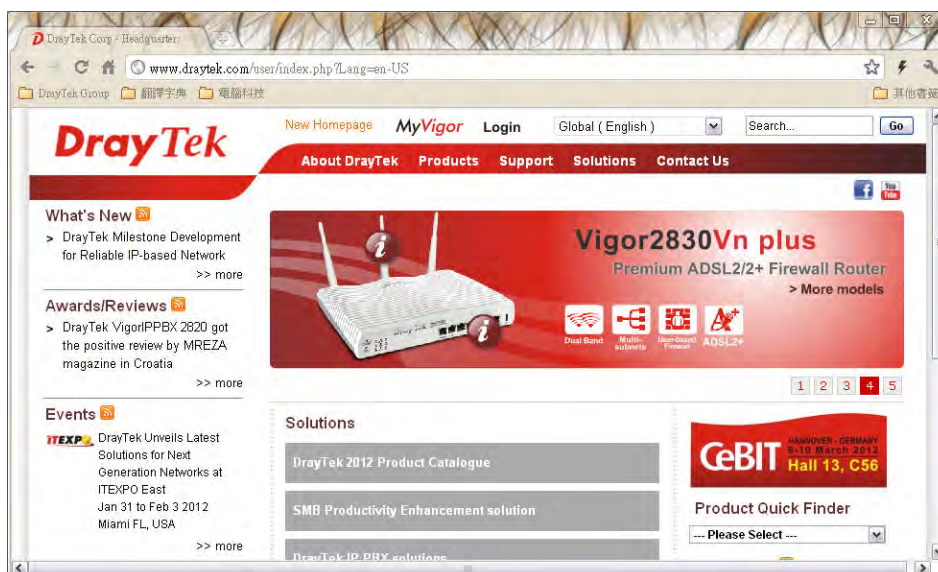 DrayTek Corp - Headquarter
www.draytek.com/user/index.php?Lang=en-US
DrayTek Group 翻譯字典 電腦科技 其他書籤
DrayTek
New Homepage MyVigor Login Global ( English ) Search... Go
About DrayTek Products Support Solutions Contact Us
You Tube
What's New
> DrayTek Milestone Development
for Reliable IP-based Network
>> more
Awards/Reviews
> DrayTek VigorIPPBX 2820 got
the positive review by MREZA
magazine in Croatia
>> more
Events
ITEXPO DrayTek Unveils Latest
Solutions for Next
Generation Networks at
ITEXPO East
Jan 31 to Feb 3 2012
Miami FL, USA
>> more
Vigor2830Vn plus
Premium ADSL2/2+ Firewall Router
> More models
Dual Band Multi-subnets User-based Firewall ADSL2+
1 2 3 4 5
Solutions
DrayTek 2012 Product Catalogue
SMB Productivity Enhancement solution
DrayTek IP PBX solutions
CeBIT
HANNOVER - GERMANY
6-10 March 2012
Hall 13, C56
Product Quick Finder
--- Please Select ---